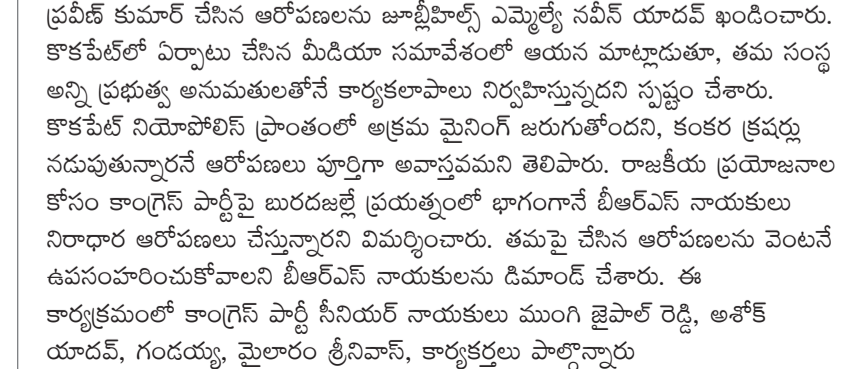 ప్రవీణ్ కుమార్ చేసిన ఆరోపణలను జూబ్లీహిల్స్ ఎమ్మెల్యే నవీన్ యాదవ్ ఖండించారు.
కొకపేట్‌లో ఏర్పాటు చేసిన మీడియా సమావేశంలో ఆయన మాట్లాడుతూ, తమ సంస్థ
అన్ని ప్రభుత్వ అనుమతులతోనే కార్యకలాపాలు నిర్వహిస్తున్నదని స్పష్టం చేశారు.
కొకపేట్ నియోపోలిస్ ప్రాంతంలో అక్రమ మైనింగ్ జరుగుతోందని, కంకర క్రషర్లు
నడుపుతున్నారనే ఆరోపణలు పూర్తిగా అవాస్తవమని తెలిపారు. రాజకీయ ప్రయోజనాల
కోసం కాంగ్రెస్ పార్టీపై బురదజల్లే ప్రయత్నంలో భాగంగానే బీఆర్ఎస్ నాయకులు
నిరాధార ఆరోపణలు చేస్తున్నారని విమర్శించారు. తమపై చేసిన ఆరోపణలను వెంటనే
ఉపసంహరించుకోవాలని బీఆర్ఎస్ నాయకులను డిమాండ్ చేశారు. ఈ
కార్యక్రమంలో కాంగ్రెస్ పార్టీ సీనియర్ నాయకులు ముంగి జైపాల్ రెడ్డి, అశోక్
యాదవ్, గండయ్య, మైలారం శ్రీనివాస్, కార్యకర్తలు పాల్గొన్నారు